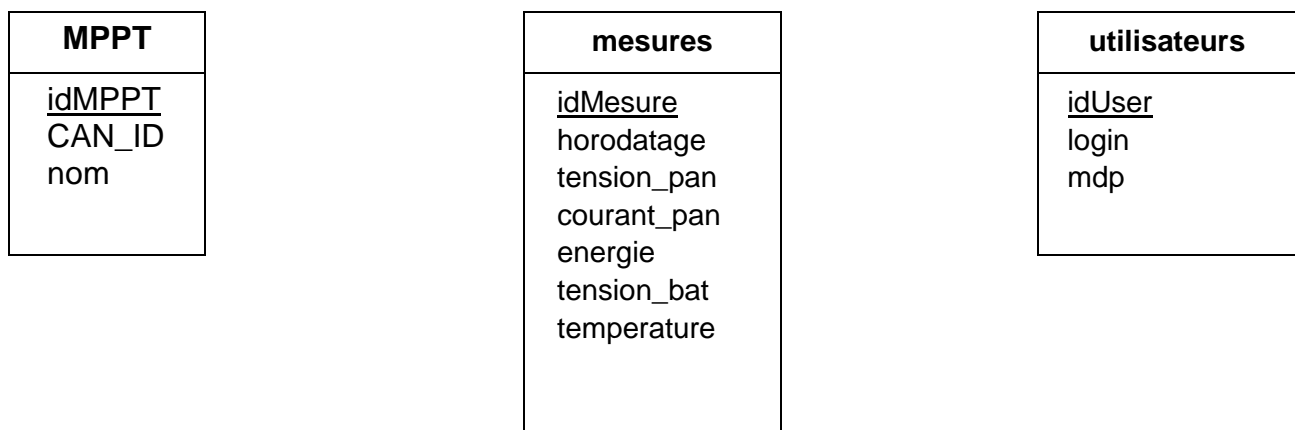 MPPT
idMPPT
CAN_ID
nom
mesures
idMesure
horodatage
tension_pan
courant_pan
energie
tension_bat
temperature
utilisateurs
idUser
login
mdp